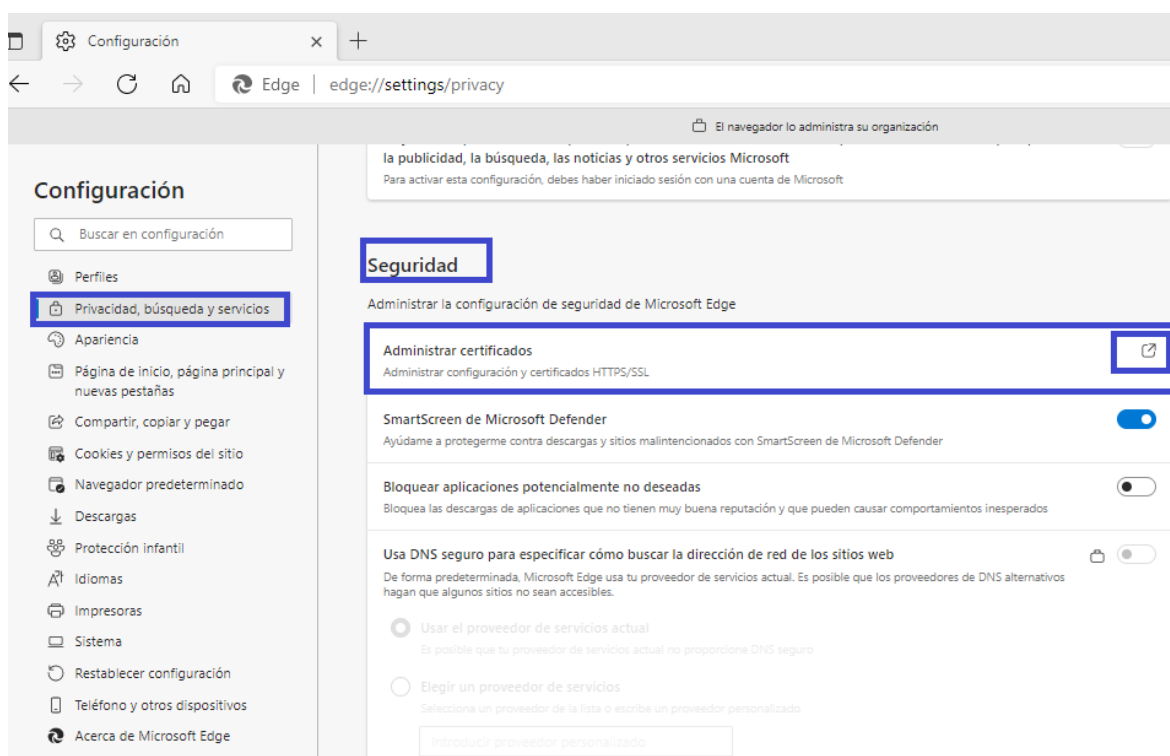 Configuración
Edge
edge://settings/privacy
El navegador lo administra su organización
Configuración
Buscar en configuración
Perfiles
Privacidad, búsqueda y servicios
Apariencia
Página de inicio, página principal y
nuevas pestañas
Compartir, copiar y pegar
Cookies y permisos del sitio
Navegador predeterminado
Descargas
Protección infantil
Idiomas
Impresoras
Sistema
Restablecer configuración
Teléfono y otros dispositivos
Acerca de Microsoft Edge
la publicidad, la búsqueda, las noticias y otros servicios Microsoft
Para activar esta configuración, debes haber iniciado sesión con una cuenta de Microsoft
Seguridad
Administrar la configuración de seguridad de Microsoft Edge
Administrar certificados
Administrar configuración y certificados HTTPS/SSL
SmartScreen de Microsoft Defender
Ayúdame a protegerme contra descargas y sitios malintencionados con SmartScreen de Microsoft Defender
Bloquear aplicaciones potencialmente no deseadas
Bloquea las descargas de aplicaciones que no tienen muy buena reputación y que pueden causar comportamientos inesperados
Usa DNS seguro para especificar cómo buscar la dirección de red de los sitios web
De forma predeterminada, Microsoft Edge usa tu proveedor de servicios actual. Es posible que los proveedores de DNS alternativos
hagan que algunos sitios no sean accesibles.
Usar el proveedor de servicios actual
Es posible que tu proveedor de servicios actual no proporcione DNS seguro
Elegir un proveedor de servicios
Selecciona un proveedor de la lista o escribe un proveedor personalizado
Introducir proveedor personalizado